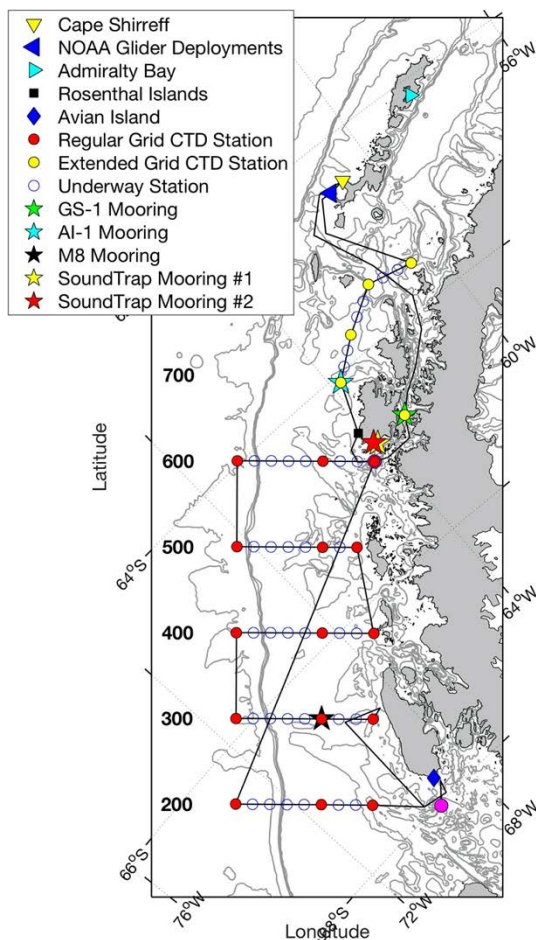 Cape Shirreff
NOAA Glider Deployments
Admiralty Bay
Rosenthal Islands
Avian Island
Regular Grid CTD Station
Extended Grid CTD Station
Underway Station
GS-1 Mooring
AI-1 Mooring
M8 Mooring
SoundTrap Mooring #1
SoundTrap Mooring #2
56°W
60°W
700
Latitude
600
500
64°S
64°W
400
300
200
68°W
66°S
76°W
72°W
Longitude